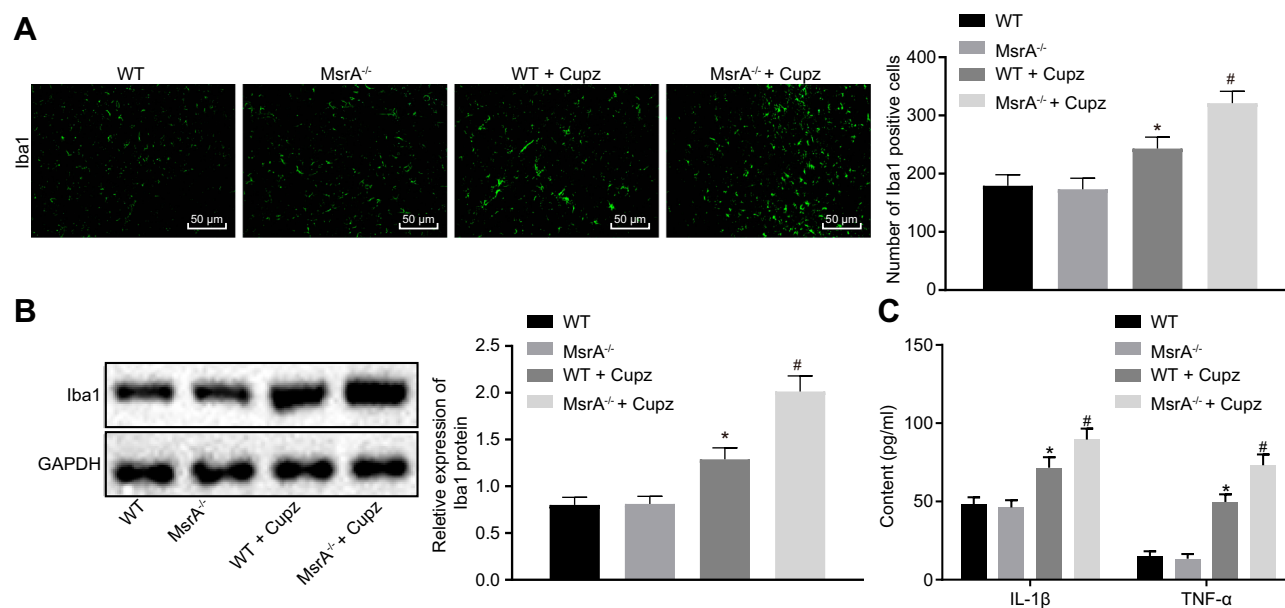 A
WT
MsrA⁻/⁻
WT + Cupz
MsrA⁻/⁻ + Cupz
Iba1
50 µm
50 µm
50 µm
50 µm
WT
MsrA⁻/⁻
WT + Cupz
MsrA⁻/⁻ + Cupz
Number of Iba1 positive cells
400
300
200
100
0
*
#
B
Iba1
GAPDH
WT
MsrA⁻/⁻
WT + Cupz
MsrA⁻/⁻ + Cupz
WT
MsrA⁻/⁻
WT + Cupz
MsrA⁻/⁻ + Cupz
Reletive expression of
Iba1 protein
2.5
2.0
1.5
1.0
0.5
0.0
*
#
C
WT
MsrA⁻/⁻
WT + Cupz
MsrA⁻/⁻ + Cupz
Content (pg/ml)
150
100
50
0
*
#
*
#
IL-1β
TNF-α